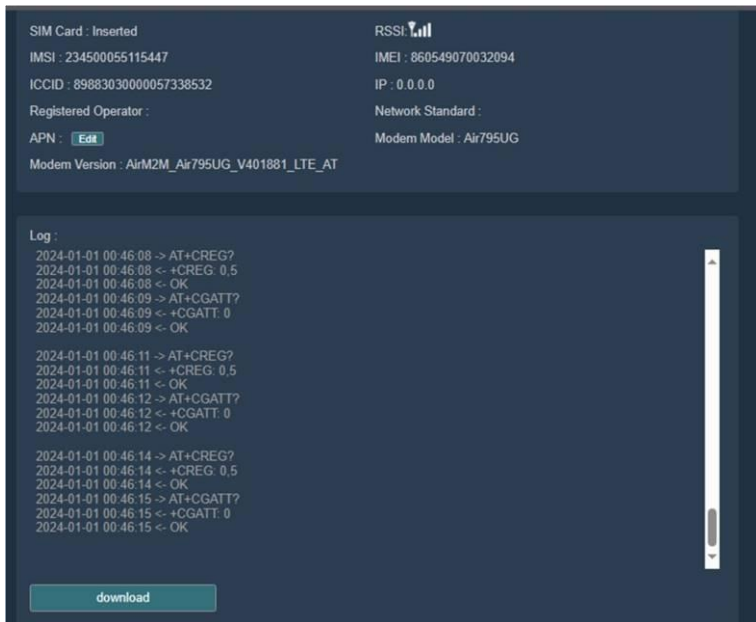 SIM Card : Inserted
RSSI:
IMSI : 234500055115447
IMEI : 860549070032094
ICCID : 89883030000057338532
IP : 0.0.0.0
Registered Operator :
Network Standard :
APN : Edit
Modem Model : Air795UG
Modem Version : AirM2M_Air795UG_V401881_LTE_AT
Log :
2024-01-01 00:46:08 -> AT+CREG?
2024-01-01 00:46:08 <- +CREG: 0,5
2024-01-01 00:46:08 <- OK
2024-01-01 00:46:09 -> AT+CGATT?
2024-01-01 00:46:09 <- +CGATT: 0
2024-01-01 00:46:09 <- OK
2024-01-01 00:46:11 -> AT+CREG?
2024-01-01 00:46:11 <- +CREG: 0,5
2024-01-01 00:46:11 <- OK
2024-01-01 00:46:12 -> AT+CGATT?
2024-01-01 00:46:12 <- +CGATT: 0
2024-01-01 00:46:12 <- OK
2024-01-01 00:46:14 -> AT+CREG?
2024-01-01 00:46:14 <- +CREG: 0,5
2024-01-01 00:46:14 <- OK
2024-01-01 00:46:15 -> AT+CGATT?
2024-01-01 00:46:15 <- +CGATT: 0
2024-01-01 00:46:15 <- OK
download